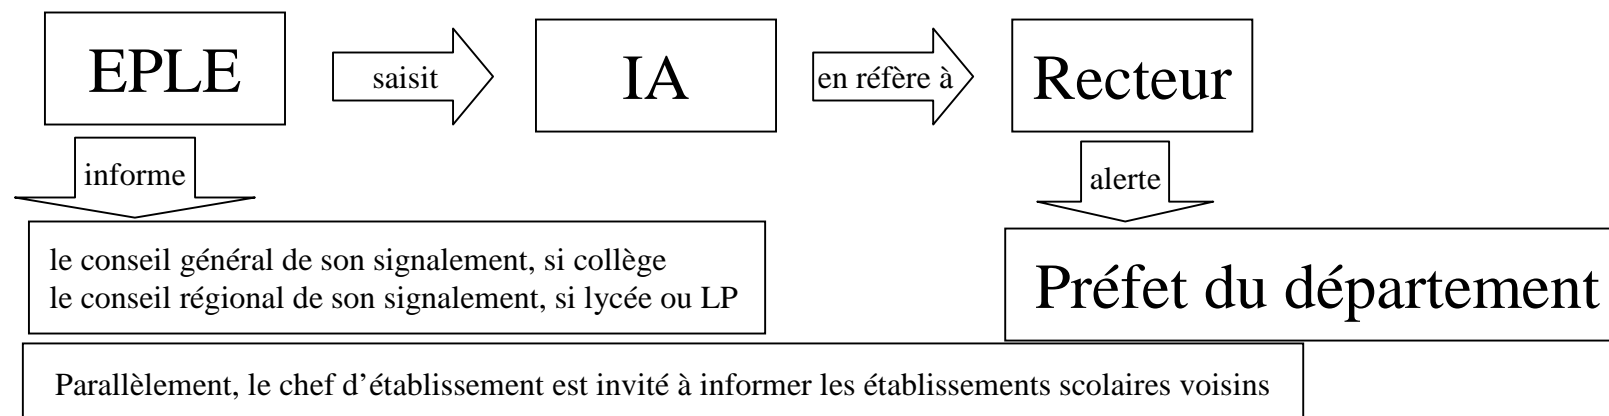 EPLE
saisit
IA
en réfère à
Recteur
informe
alerte
le conseil général de son signalement, si collège
le conseil régional de son signalement, si lycée ou LP
Préfet du département
Parallèlement, le chef d’établissement est invité à informer les établissements scolaires voisins